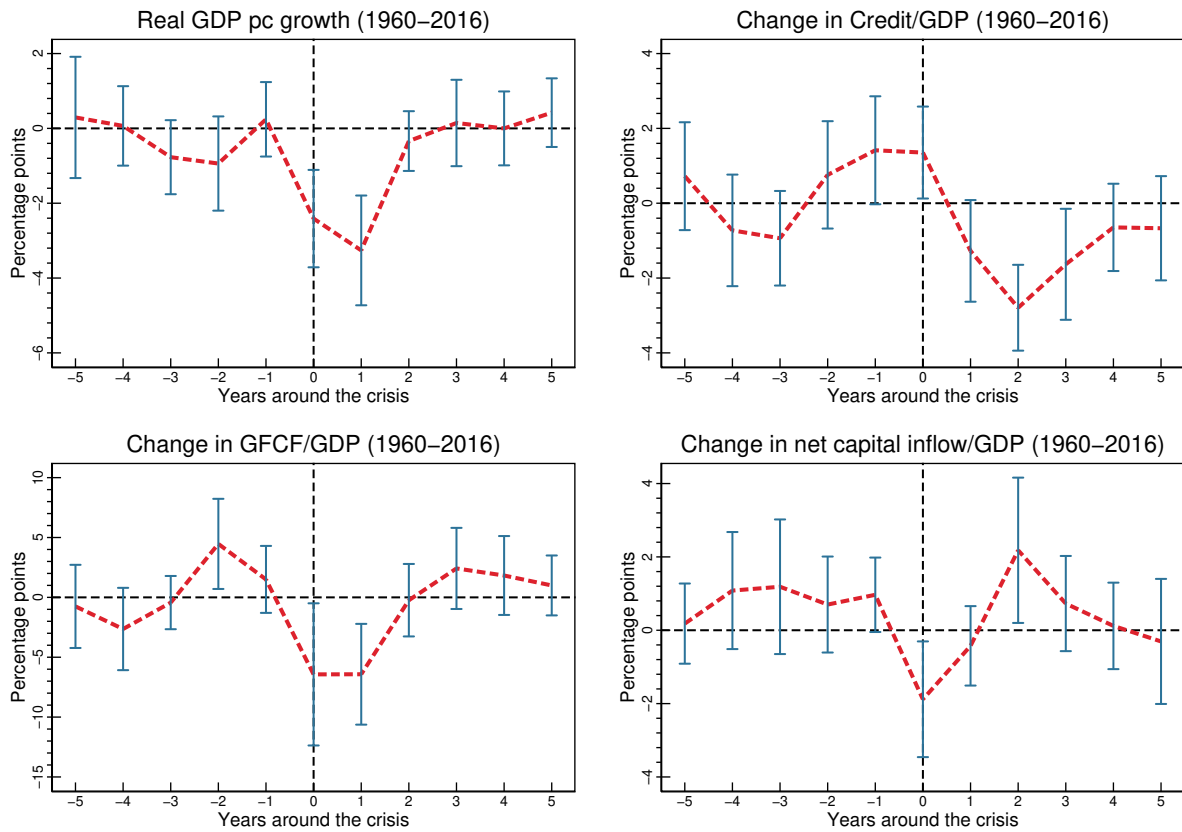 Real GDP pc growth (1960−2016)
Percentage points
2
0
−2
−4
−6
−5 −4 −3 −2 −1 0 1 2 3 4 5
Years around the crisis
Change in Credit/GDP (1960−2016)
Percentage points
4
2
0
−2
−4
−5 −4 −3 −2 −1 0 1 2 3 4 5
Years around the crisis
Change in GFCF/GDP (1960−2016)
Percentage points
10
5
0
−5
−10
−15
−5 −4 −3 −2 −1 0 1 2 3 4 5
Years around the crisis
Change in net capital inflow/GDP (1960−2016)
Percentage points
4
2
0
−2
−4
−5 −4 −3 −2 −1 0 1 2 3 4 5
Years around the crisis